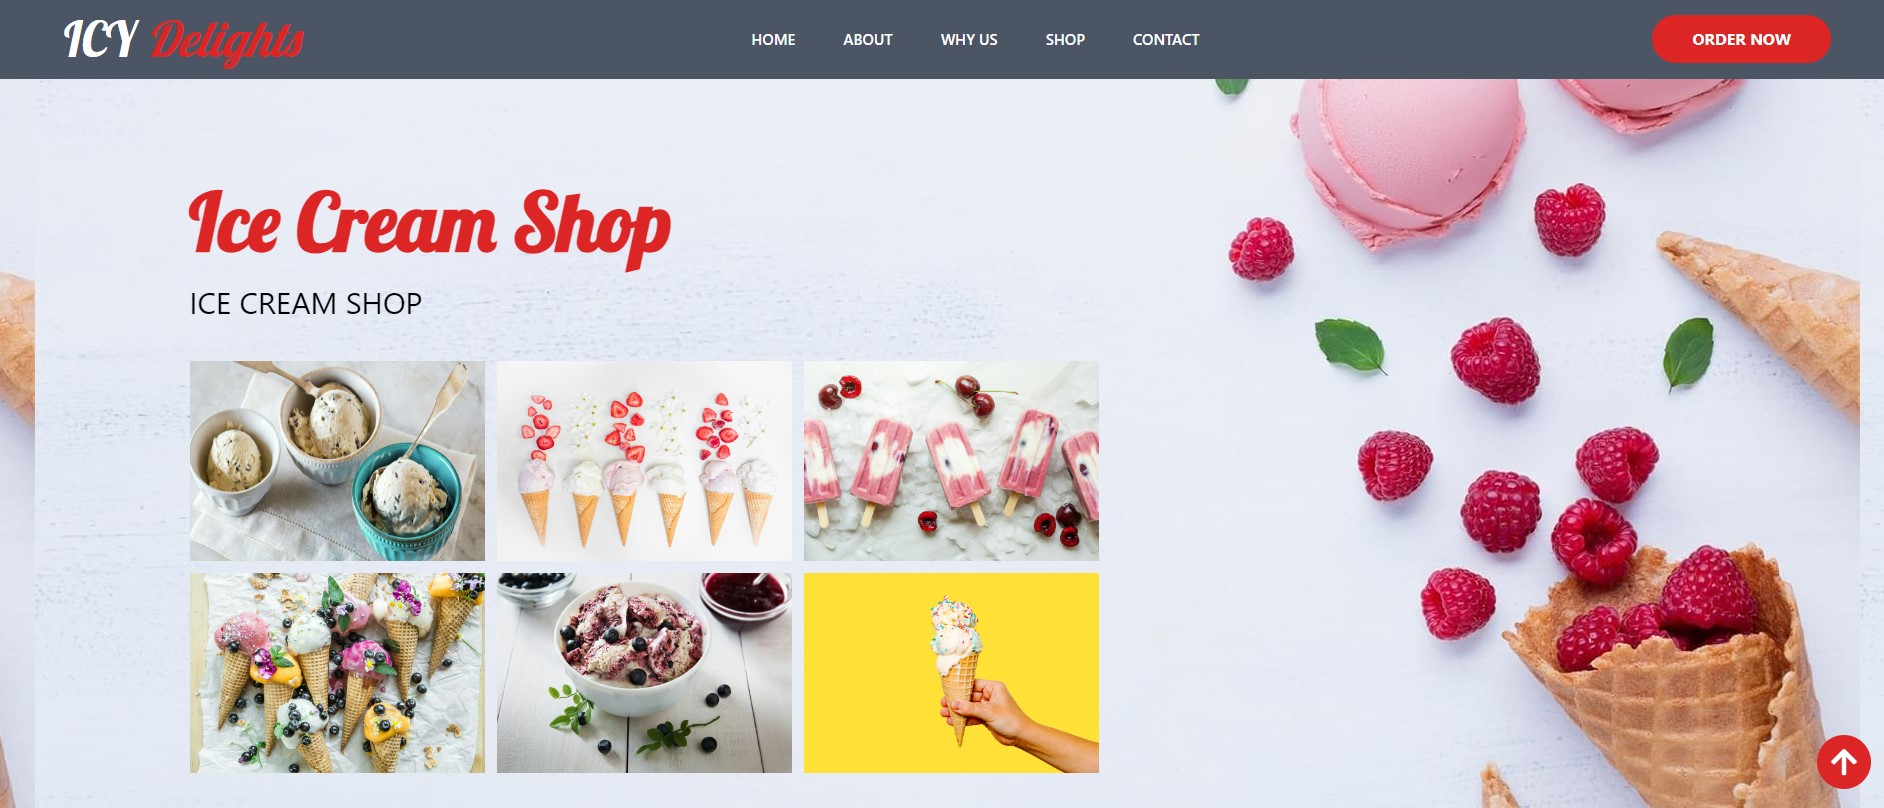 ICY Delights
HOME ABOUT WHY US SHOP CONTACT
ORDER NOW
Ice Cream Shop
ICE CREAM SHOP